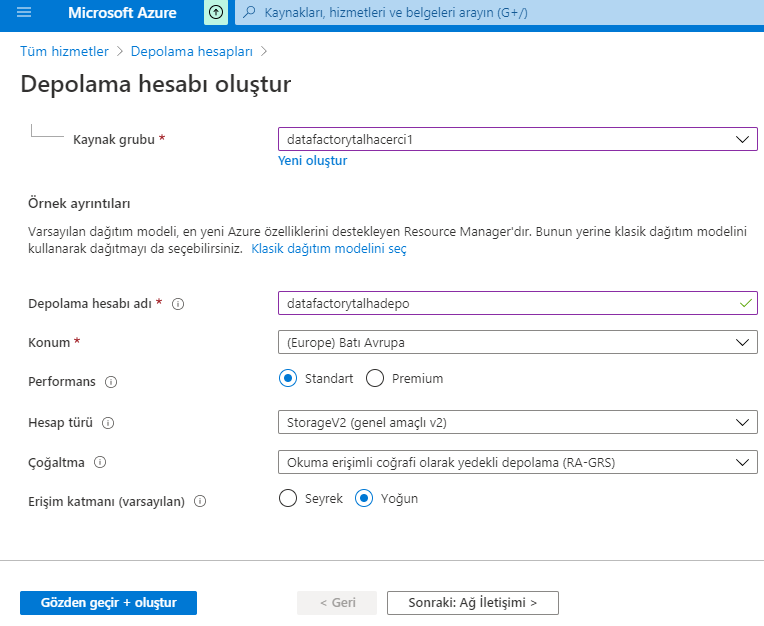 Microsoft Azure
Kaynakları, hizmetleri ve belgeleri arayın (G+/)
Tüm hizmetler > Depolama hesapları >
Depolama hesabı oluştur
Kaynak grubu *
datafactorytalhacerci1
Yeni oluştur
Örnek ayrıntıları
Varsayılan dağıtım modeli, en yeni Azure özelliklerini destekleyen Resource Manager'dır. Bunun yerine klasik dağıtım modelini
kullanarak dağıtmayı da seçebilirsiniz. Klasik dağıtım modelini seç
Depolama hesabı adı *
datafactorytalhadepo
Konum *
(Europe) Batı Avrupa
Performans
Standart Premium
Hesap türü
StorageV2 (genel amaçlı v2)
Çoğaltma
Okuma erişimli coğrafi olarak yedekli depolama (RA-GRS)
Erişim katmanı (varsayılan)
Seyrek Yoğun
Gözden geçir + oluştur
< Geri
Sonraki: Ağ İletişimi >